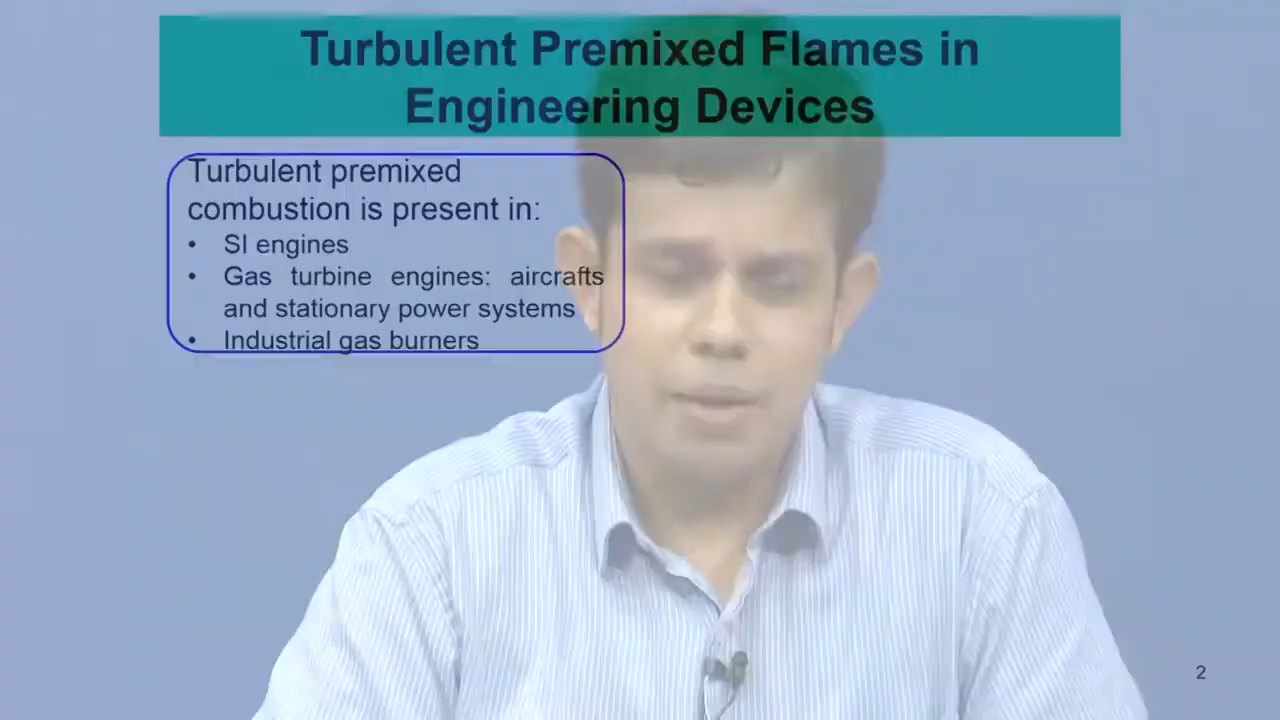 Turbulent Premixed Flames in
Engineering Devices
Turbulent premixed
combustion is present in:
• SI engines
• Gas turbine engines: aircrafts
and stationary power systems
• Industrial gas burners
2